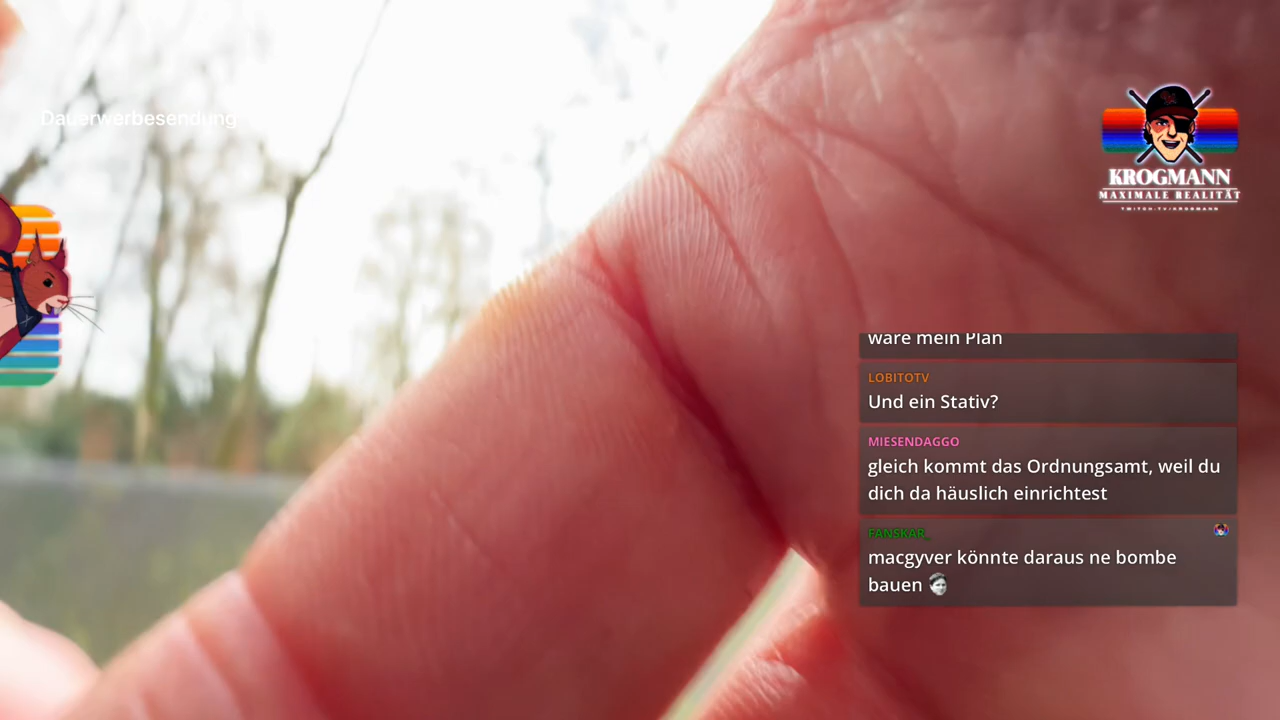 Dauerwerbesendung
KROGMANN
MAXIMALE REALITÄT
wäre mein Plan
LOBITOTV
Und ein Stativ?
MIESENDAGGO
gleich kommt das Ordnungsamt, weil du
dich da häuslich einrichtest
FANSKAR_
macgyver könnte daraus ne bombe
bauen